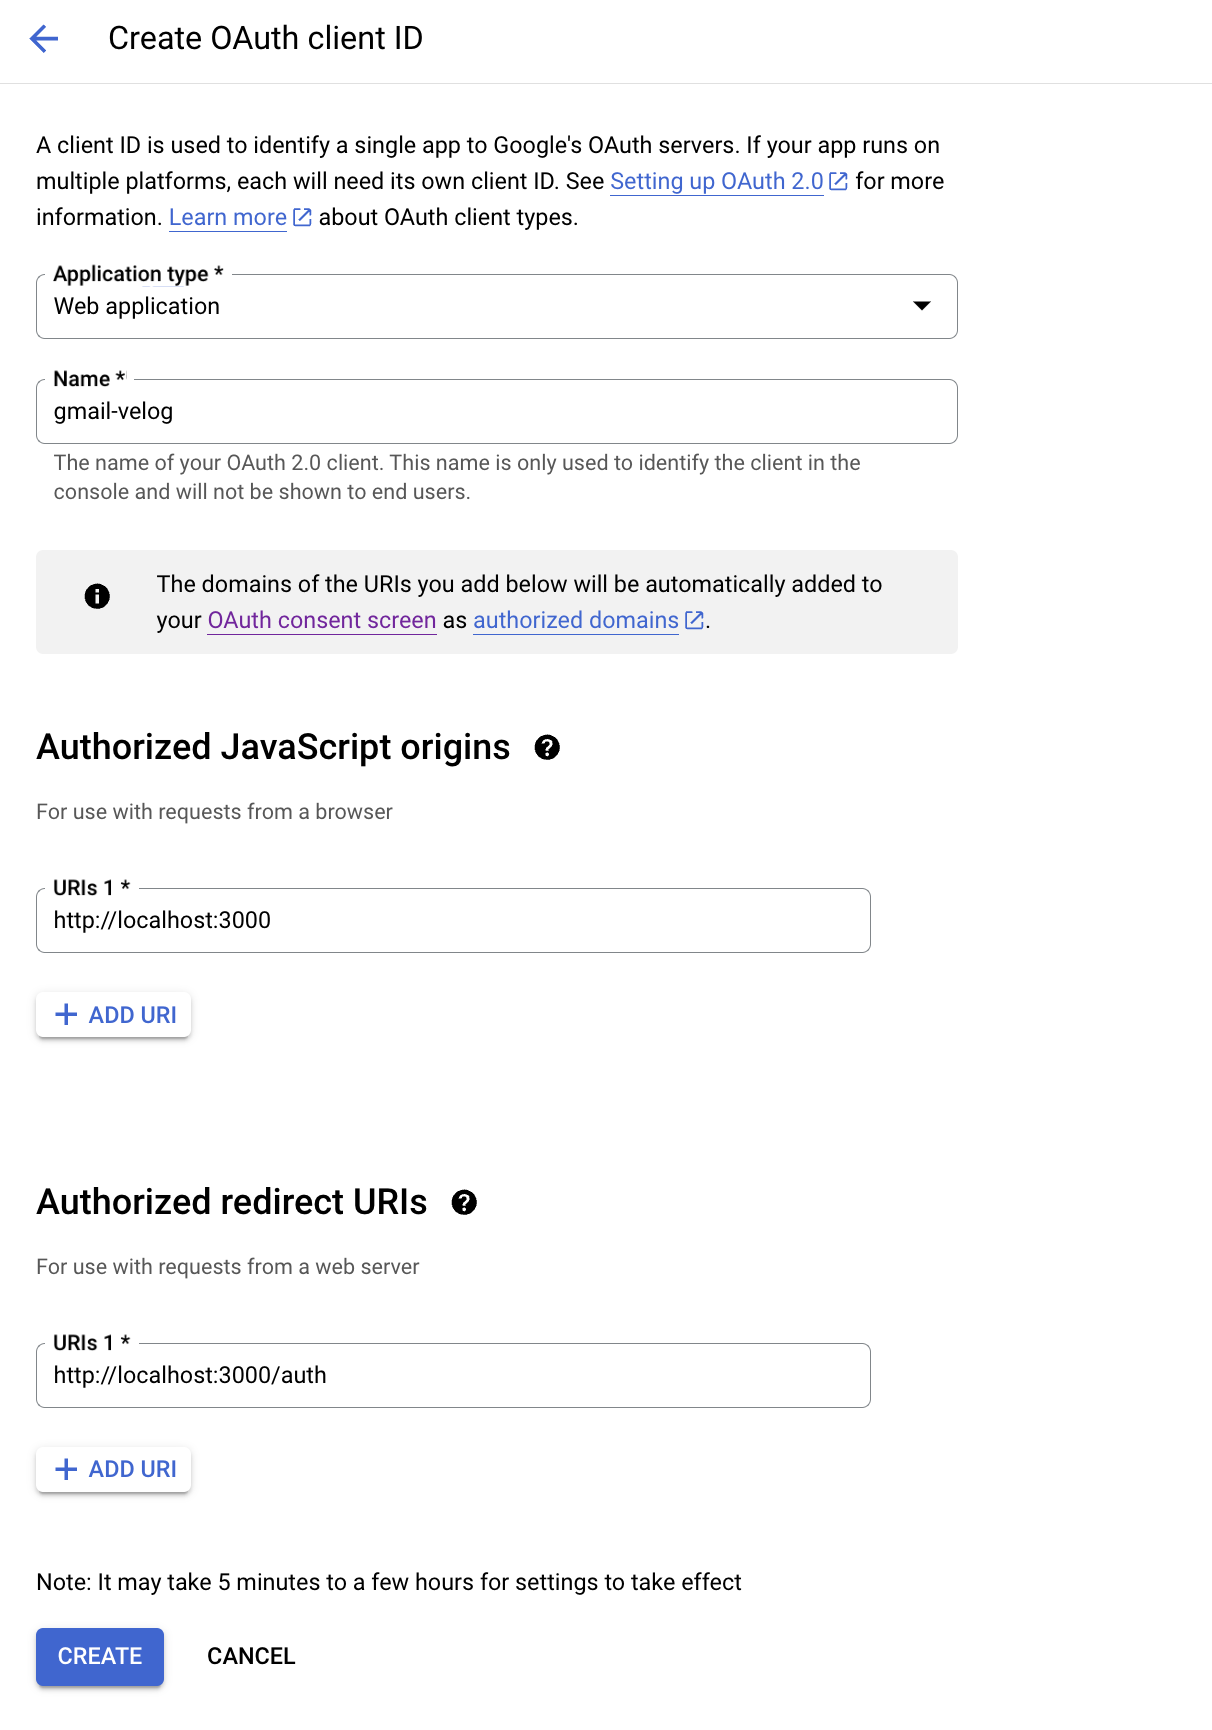 Create OAuth client ID
A client ID is used to identify a single app to Google's OAuth servers. If your app runs on
multiple platforms, each will need its own client ID. See Setting up OAuth 2.0 for more
information. Learn more about OAuth client types.
Application type *
Web application
Name *
gmail-velog
The name of your OAuth 2.0 client. This name is only used to identify the client in the
console and will not be shown to end users.
The domains of the URIs you add below will be automatically added to
your OAuth consent screen as authorized domains.
Authorized JavaScript origins
For use with requests from a browser
URIs 1 *
http://localhost:3000
ADD URI
Authorized redirect URIs
For use with requests from a web server
URIs 1 *
http://localhost:3000/auth
ADD URI
Note: It may take 5 minutes to a few hours for settings to take effect
CREATE CANCEL